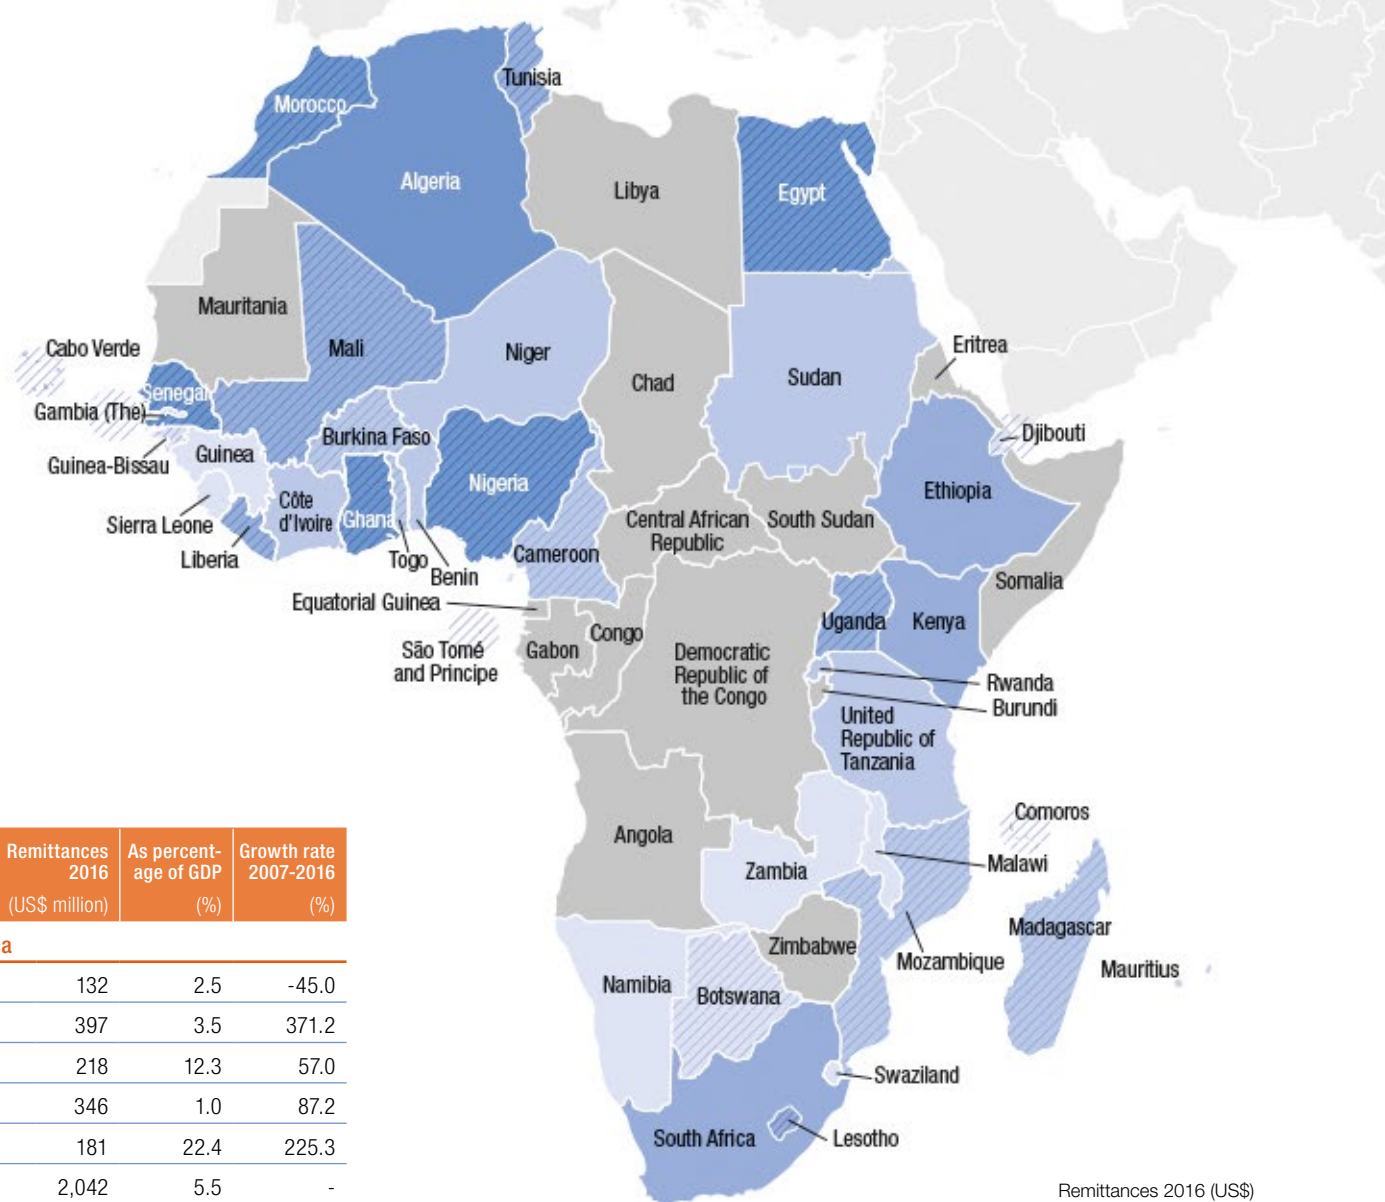 Tunisia
Morocco
Algeria
Libya
Egypt
Mauritania
Cabo Verde
Mali
Niger
Chad
Sudan
Eritrea
Senegal
Gambia (The)
Djibouti
Burkina Faso
Guinea-Bissau
Guinea
Nigeria
Ethiopia
Côte
d'Ivoire
Ghana
Sierra Leone
Central African
Republic
South Sudan
Liberia
Togo
Benin
Cameroon
Somalia
Equatorial Guinea
Uganda
Kenya
Congo
São Tomé
and Principe
Gabon
Democratic
Republic of
the Congo
Rwanda
Burundi
United
Republic of
Tanzania
Comoros
Angola
Malawi
Zambia
Madagascar
Zimbabwe
Mozambique
Mauritius
Namibia
Botswana
Swaziland
South Africa
Lesotho
Remittances As percent- Growth rate
2016 age of GDP 2007-2016
(US$ million) (%) (%)
a
132 2.5 -45.0
397 3.5 371.2
218 12.3 57.0
346 1.0 87.2
181 22.4 225.3
2,042 5.5 -
Remittances 2016 (US$)